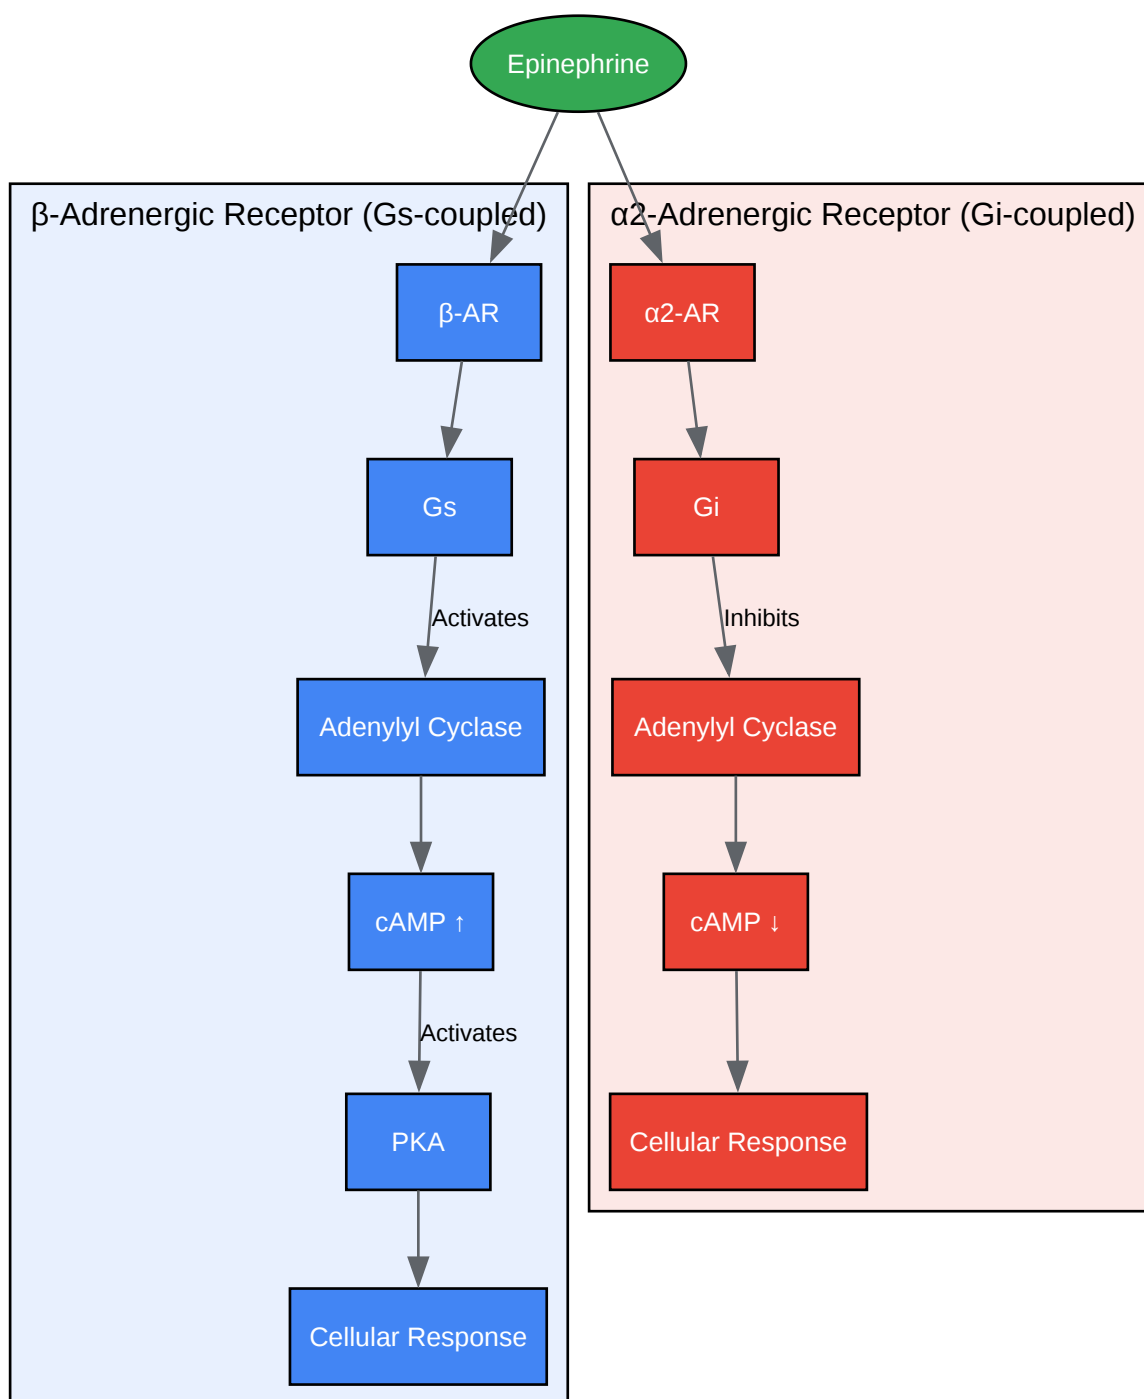 Epinephrine
β-Adrenergic Receptor (Gs-coupled)
β-AR
Gs
Activates
Adenylyl Cyclase
cAMP ↑
Activates
PKA
Cellular Response
α2-Adrenergic Receptor (Gi-coupled)
α2-AR
Gi
Inhibits
Adenylyl Cyclase
cAMP ↓
Cellular Response